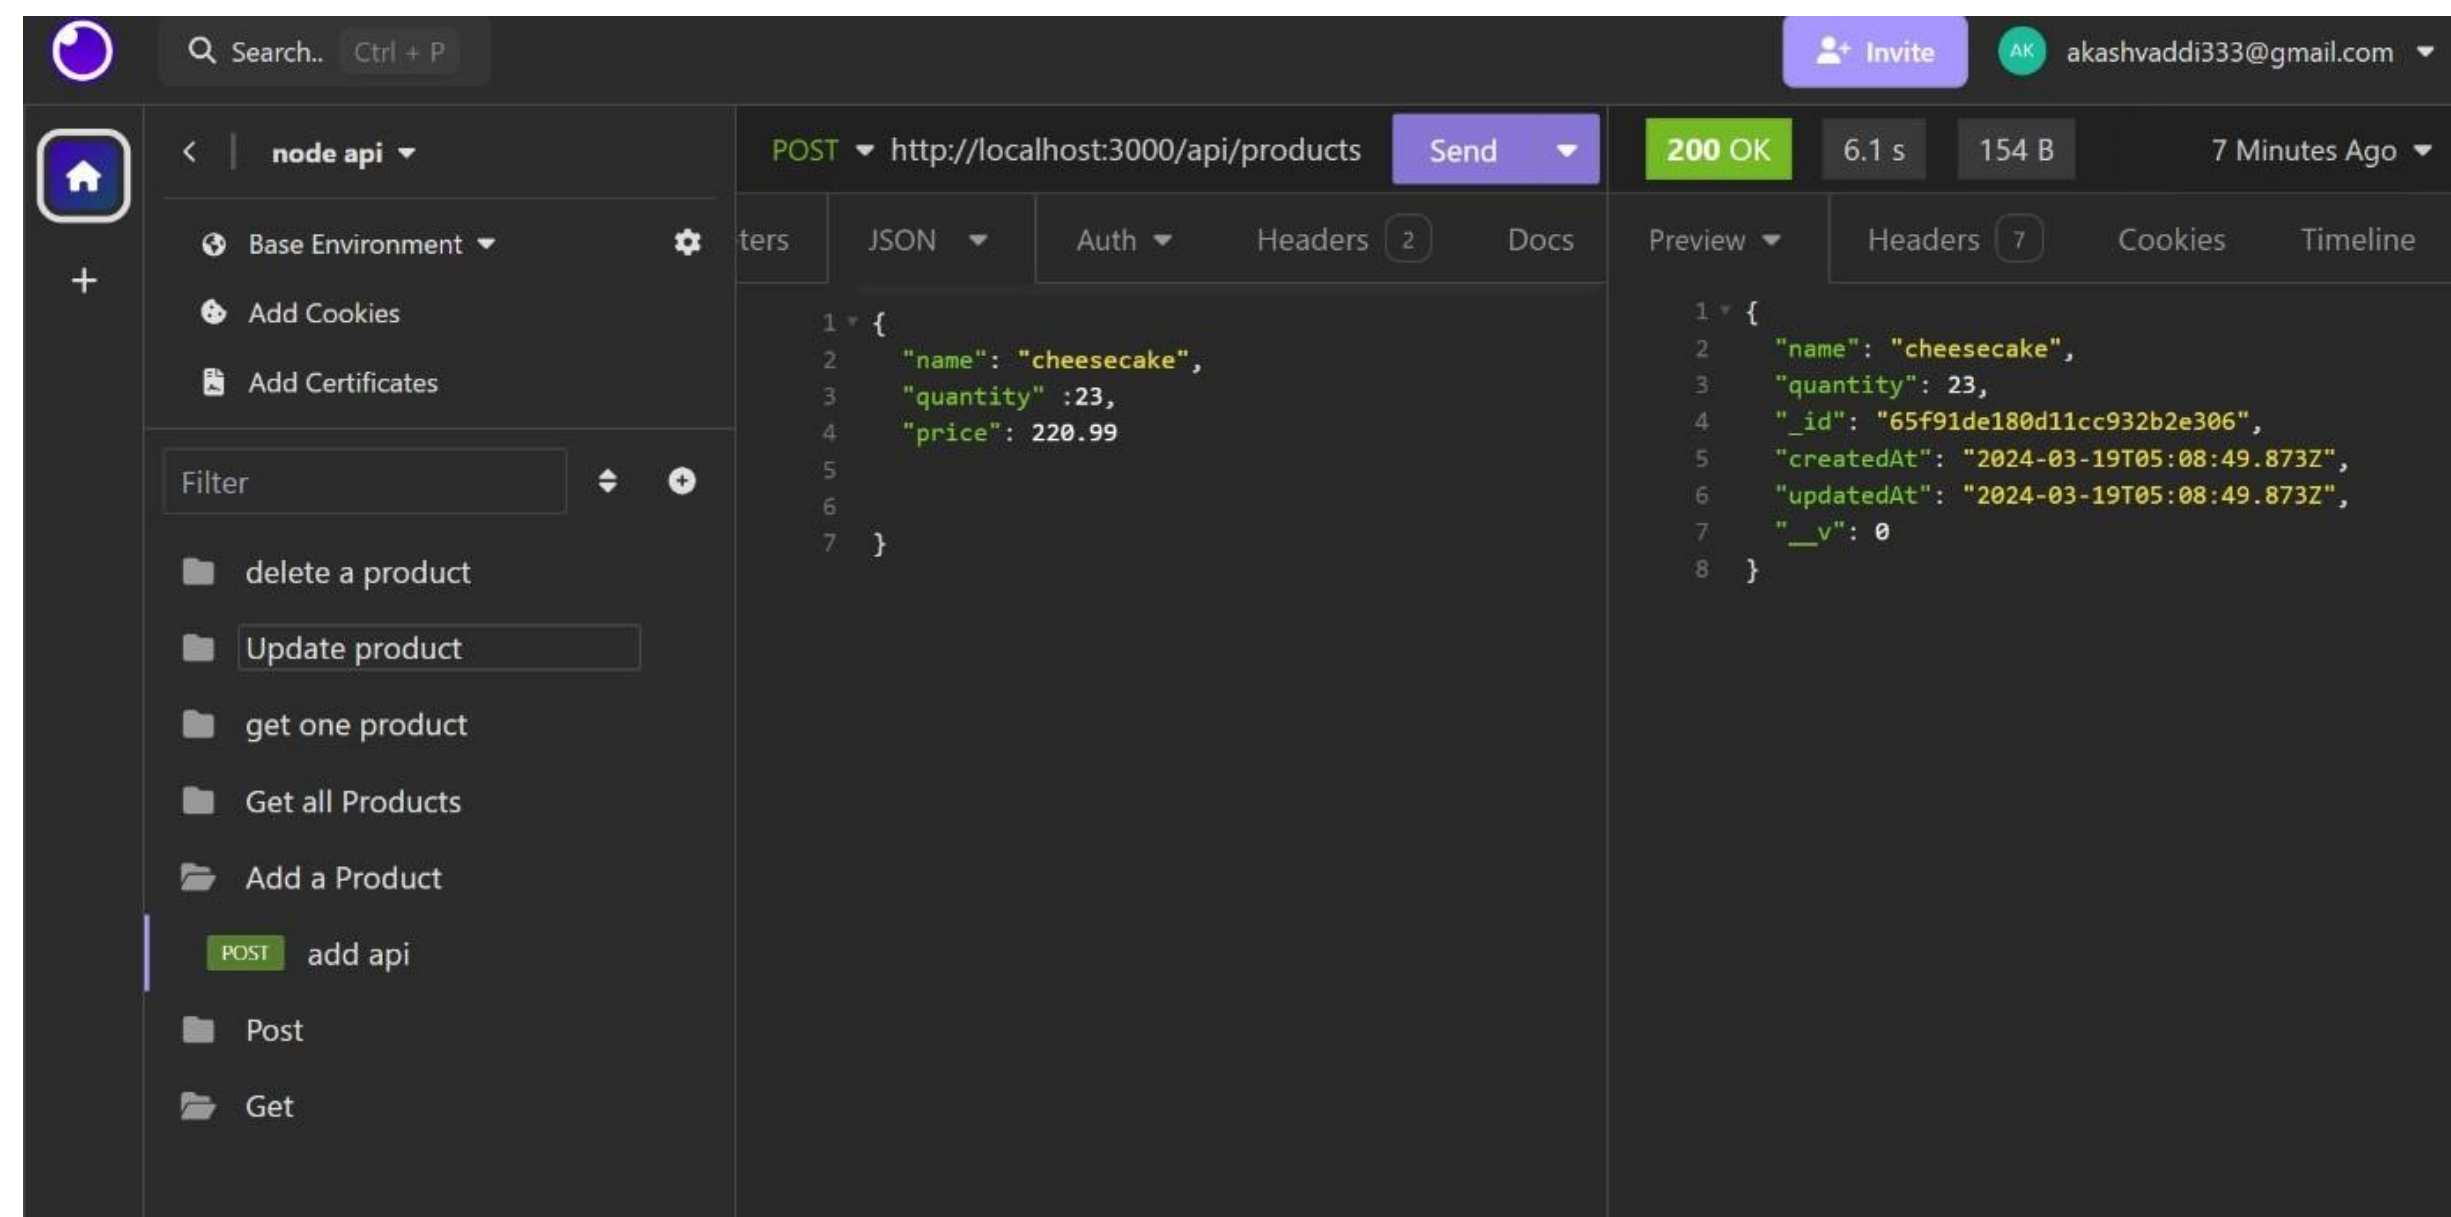 Search.. Ctrl + P
Invite AK akashvaddi333@gmail.com
node api
Base Environment
Add Cookies
Add Certificates
Filter
delete a product
Update product
get one product
Get all Products
Add a Product
POST add api
Post
Get
POST http://localhost:3000/api/products Send
ters JSON Auth Headers 2 Docs
1 {
2 "name": "cheesecake",
3 "quantity" :23,
4 "price": 220.99
5
6
7 }
200 OK 6.1 s 154 B 7 Minutes Ago
Preview Headers 7 Cookies Timeline
1 {
2 "name": "cheesecake",
3 "quantity": 23,
4 "_id": "65f91de180d11cc932b2e306",
5 "createdAt": "2024-03-19T05:08:49.873Z",
6 "updatedAt": "2024-03-19T05:08:49.873Z",
7 "__v": 0
8 }